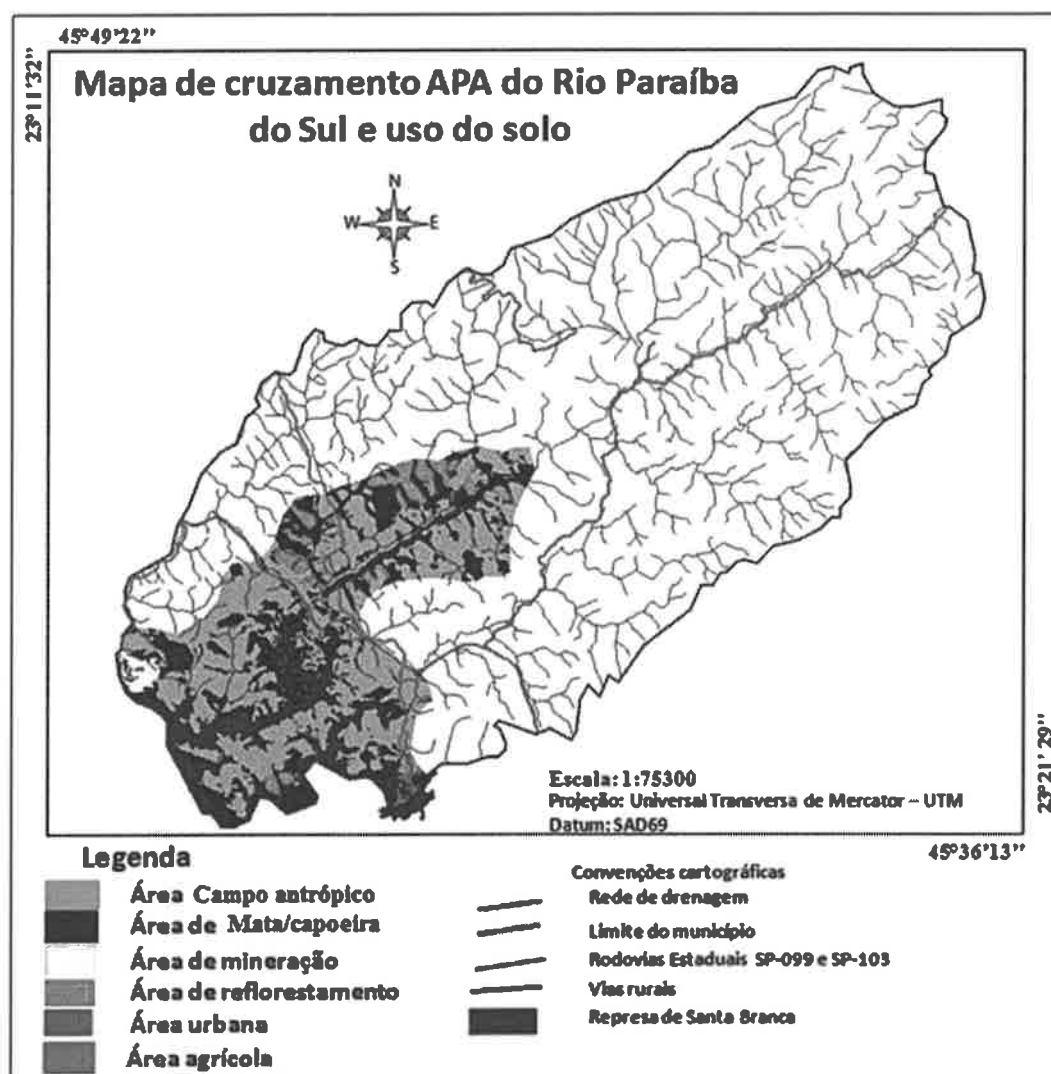 45°49'22"
23°11'32"
Mapa de cruzamento APA do Rio Paraíba
do Sul e uso do solo
N
W
E
S
Escala: 1:75300
Projeção: Universal Transversa de Mercator – UTM
Datum: SAD69
23°21'29"
45°36'13"
Legenda
Área Campo antrópico
Área de Mata/capoeira
Área de mineração
Área de reflorestamento
Área urbana
Área agrícola
Convenções cartográficas
Rede de drenagem
Limite do município
Rodovias Estaduais SP-099 e SP-103
Vias rurais
Represa de Santa Branca